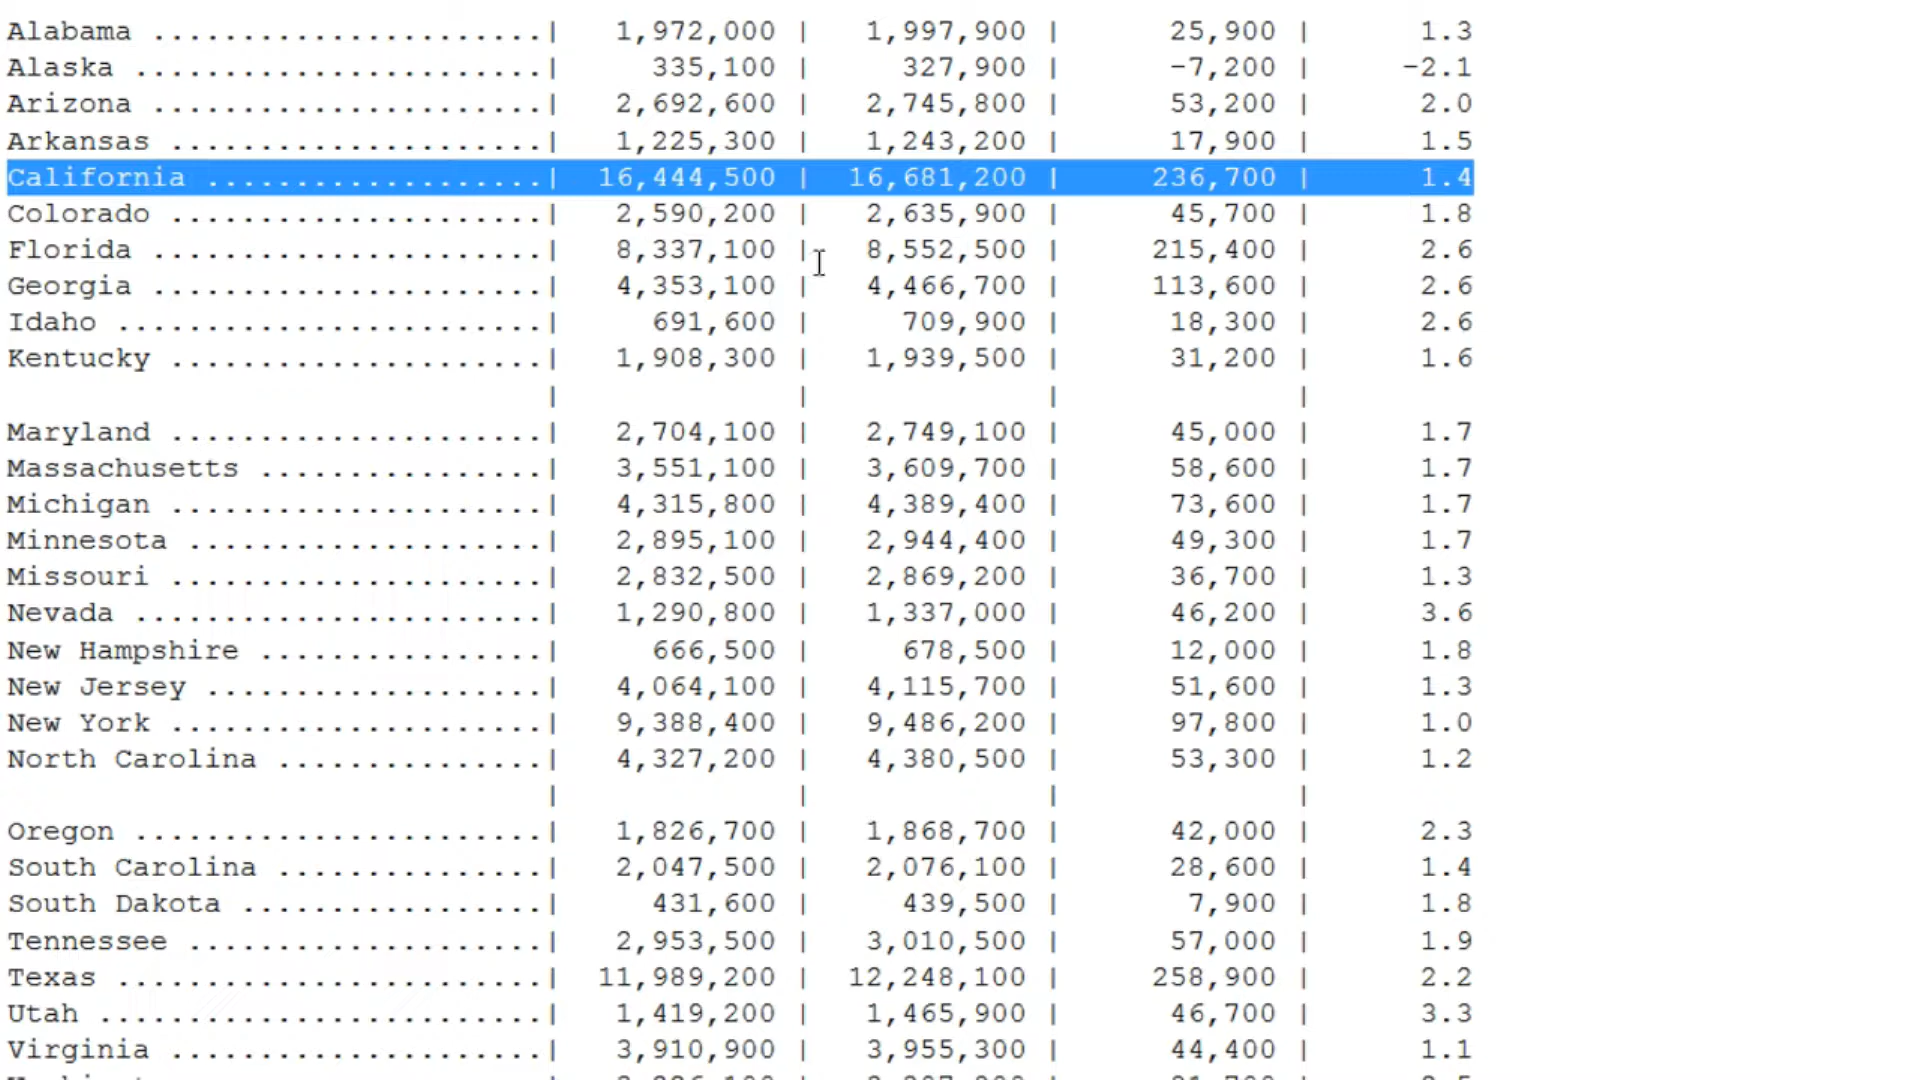 Alabama ......................| 1,972,000 | 1,997,900 | 25,900 | 1.3
Alaska .......................| 335,100 | 327,900 | -7,200 | -2.1
Arizona ......................| 2,692,600 | 2,745,800 | 53,200 | 2.0
Arkansas .....................| 1,225,300 | 1,243,200 | 17,900 | 1.5
California ...................| 16,444,500 | 16,681,200 | 236,700 | 1.4
Colorado .....................| 2,590,200 | 2,635,900 | 45,700 | 1.8
Florida ......................| 8,337,100 | 8,552,500 | 215,400 | 2.6
Georgia ......................| 4,353,100 | 4,466,700 | 113,600 | 2.6
Idaho ........................| 691,600 | 709,900 | 18,300 | 2.6
Kentucky .....................| 1,908,300 | 1,939,500 | 31,200 | 1.6
| | | |
Maryland .....................| 2,704,100 | 2,749,100 | 45,000 | 1.7
Massachusetts ................| 3,551,100 | 3,609,700 | 58,600 | 1.7
Michigan .....................| 4,315,800 | 4,389,400 | 73,600 | 1.7
Minnesota ....................| 2,895,100 | 2,944,400 | 49,300 | 1.7
Missouri .....................| 2,832,500 | 2,869,200 | 36,700 | 1.3
Nevada .......................| 1,290,800 | 1,337,000 | 46,200 | 3.6
New Hampshire ................| 666,500 | 678,500 | 12,000 | 1.8
New Jersey ...................| 4,064,100 | 4,115,700 | 51,600 | 1.3
New York .....................| 9,388,400 | 9,486,200 | 97,800 | 1.0
North Carolina ...............| 4,327,200 | 4,380,500 | 53,300 | 1.2
| | | |
Oregon .......................| 1,826,700 | 1,868,700 | 42,000 | 2.3
South Carolina ...............| 2,047,500 | 2,076,100 | 28,600 | 1.4
South Dakota .................| 431,600 | 439,500 | 7,900 | 1.8
Tennessee ....................| 2,953,500 | 3,010,500 | 57,000 | 1.9
Texas ........................| 11,989,200 | 12,248,100 | 258,900 | 2.2
Utah .........................| 1,419,200 | 1,465,900 | 46,700 | 3.3
Virginia .....................| 3,910,900 | 3,955,300 | 44,400 | 1.1